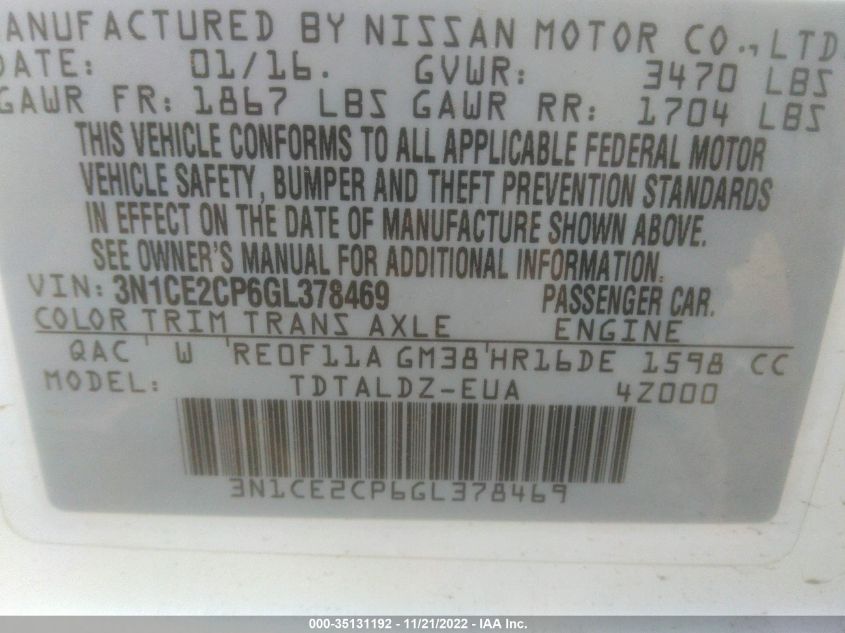 ANUFACTURED BY NISSAN MOTOR CO., LTD
DATE: 01/16. GVWR: 3470 LBS
GAWR FR: 1867 LBS GAWR RR: 1704 LBS
THIS VEHICLE CONFORMS TO ALL APPLICABLE FEDERAL MOTOR
VEHICLE SAFETY, BUMPER AND THEFT PREVENTION STANDARDS
IN EFFECT ON THE DATE OF MANUFACTURE SHOWN ABOVE.
SEE OWNER'S MANUAL FOR ADDITIONAL INFORMATION.
VIN: 3N1CE2CP6GL378469 PASSENGER CAR.
COLOR TRIM TRANS AXLE ENGINE
QAC ' W ' RE0F11A GM38 ' HR16DE 1598 CC
MODEL: TDTALDZ-EUA 4Z000
3N1CE2CP6GL378469
000-35131192 - 11/21/2022 - IAA Inc.